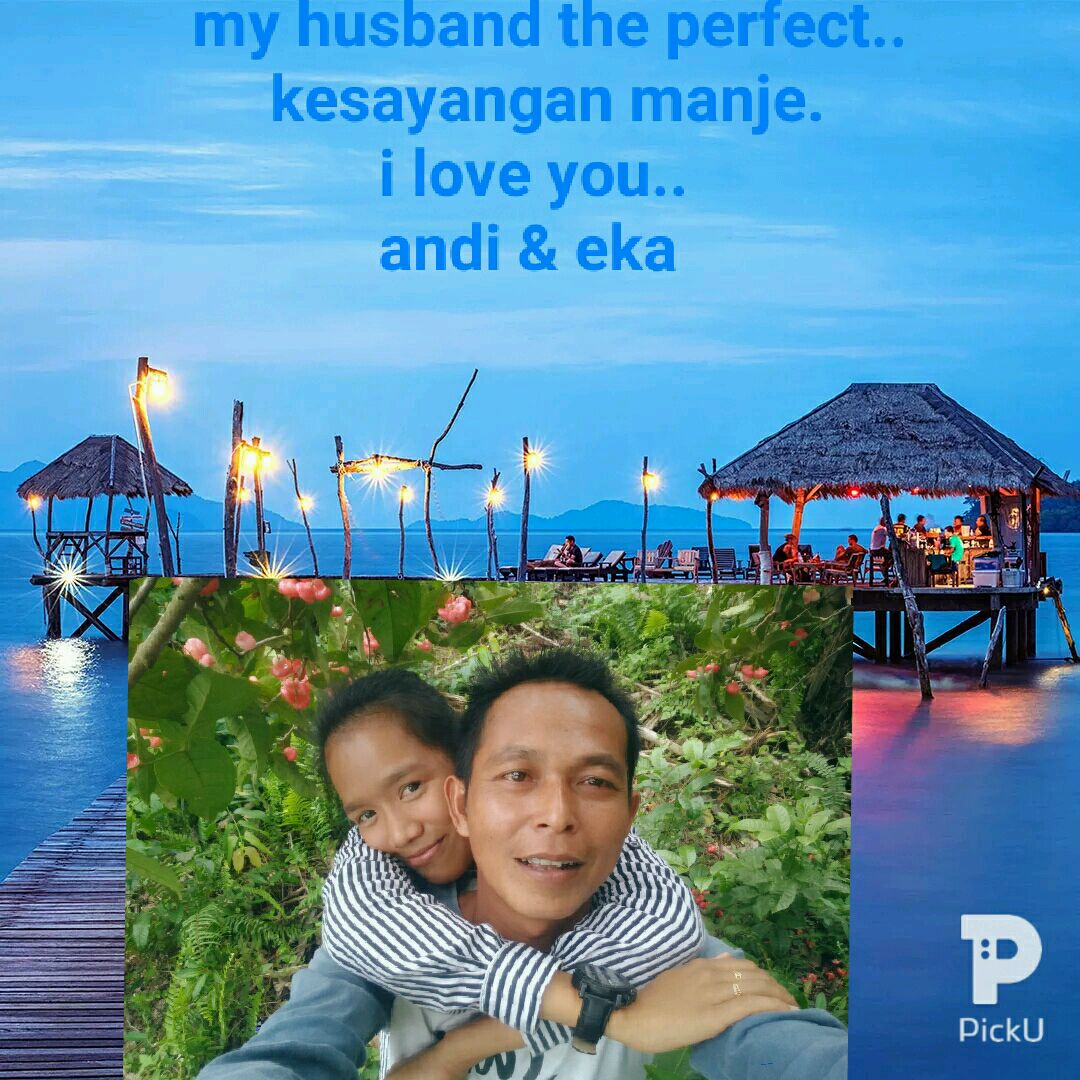 my husband the perfect..
kesayangan manje.
i love you..
andi & eka
PickU